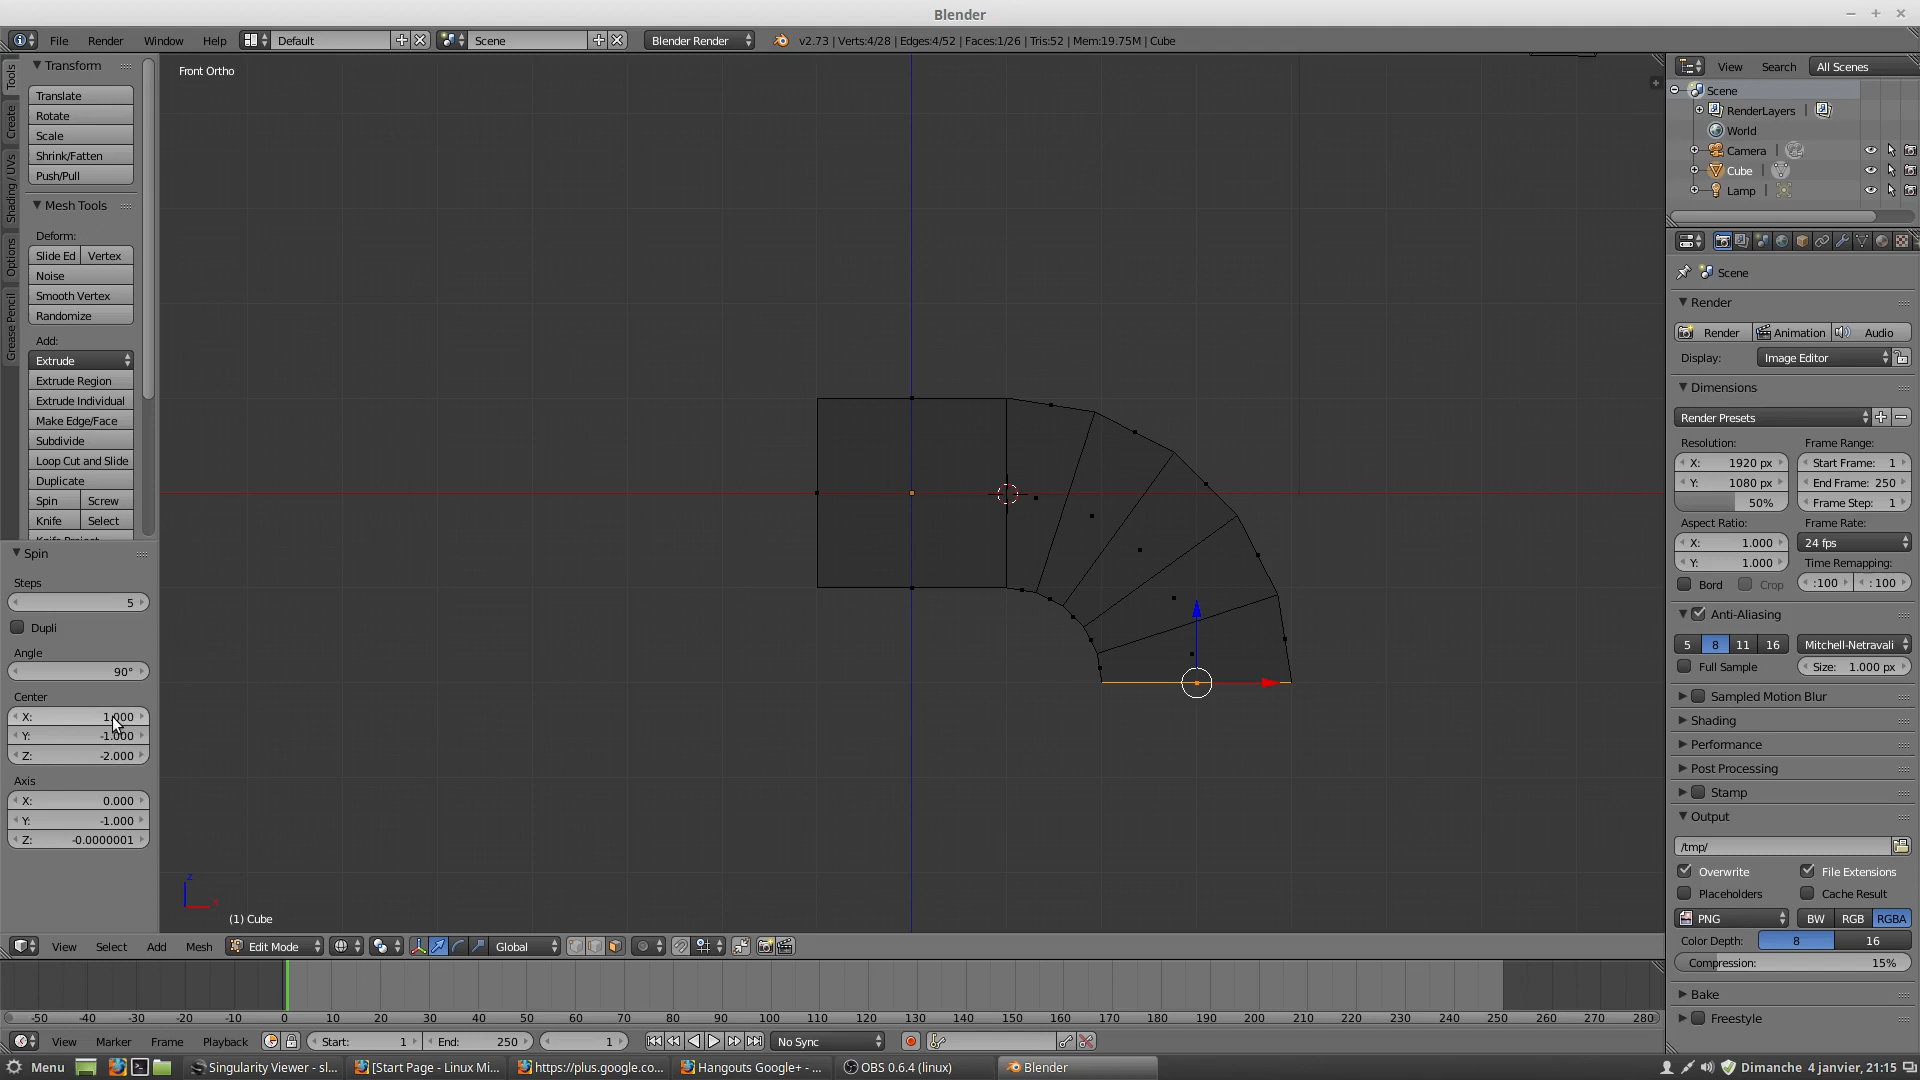 Blender
File Render Window Help Default Scene Blender Render v2.73 | Verts:4/28 | Edges:4/52 | Faces:1/26 | Tris:52 | Mem:19.75M | Cube
Tools
Create
Shading / UVs
Options
Grease Pencil
Transform
Translate
Rotate
Scale
Shrink/Fatten
Push/Pull
Mesh Tools
Deform:
Slide Ed Vertex
Noise
Smooth Vertex
Randomize
Add:
Extrude
Extrude Region
Extrude Individual
Make Edge/Face
Subdivide
Loop Cut and Slide
Duplicate
Spin Screw
Knife Select
Spin
Steps
5
Dupli
Angle
90°
Center
X: 1.000
Y: -1.000
Z: -2.000
Axis
X: 0.000
Y: -1.000
Z: -0.0000001
Front Ortho
z
x
(1) Cube
View Select Add Mesh Edit Mode Global
View Search All Scenes
Scene
RenderLayers |
World
Camera |
Cube |
Lamp |
Scene
Render
Render Animation Audio
Display: Image Editor
Dimensions
Render Presets
Resolution: Frame Range:
X: 1920 px Start Frame: 1
Y: 1080 px End Frame: 250
50% Frame Step: 1
Aspect Ratio: Frame Rate:
X: 1.000 24 fps
Y: 1.000 Time Remapping:
Bord Crop :100 : 100
Anti-Aliasing
5 8 11 16 Mitchell-Netravali
Full Sample Size: 1.000 px
Sampled Motion Blur
Shading
Performance
Post Processing
Stamp
Output
/tmp/
Overwrite File Extensions
Placeholders Cache Result
PNG BW RGB RGBA
Color Depth: 8 16
Compression: 15%
Bake
Freestyle
-50 -40 -30 -20 -10 0 10 20 30 40 50 60 70 80 90 100 110 120 130 140 150 160 170 180 190 200 210 220 230 240 250 260 270 280
View Marker Frame Playback Start: 1 End: 250 1 No Sync
Menu Singularity Viewer - sl... [Start Page - Linux Mi... https://plus.google.co... Hangouts Google+ - ... OBS 0.6.4 (linux) Blender Dimanche 4 janvier, 21:15